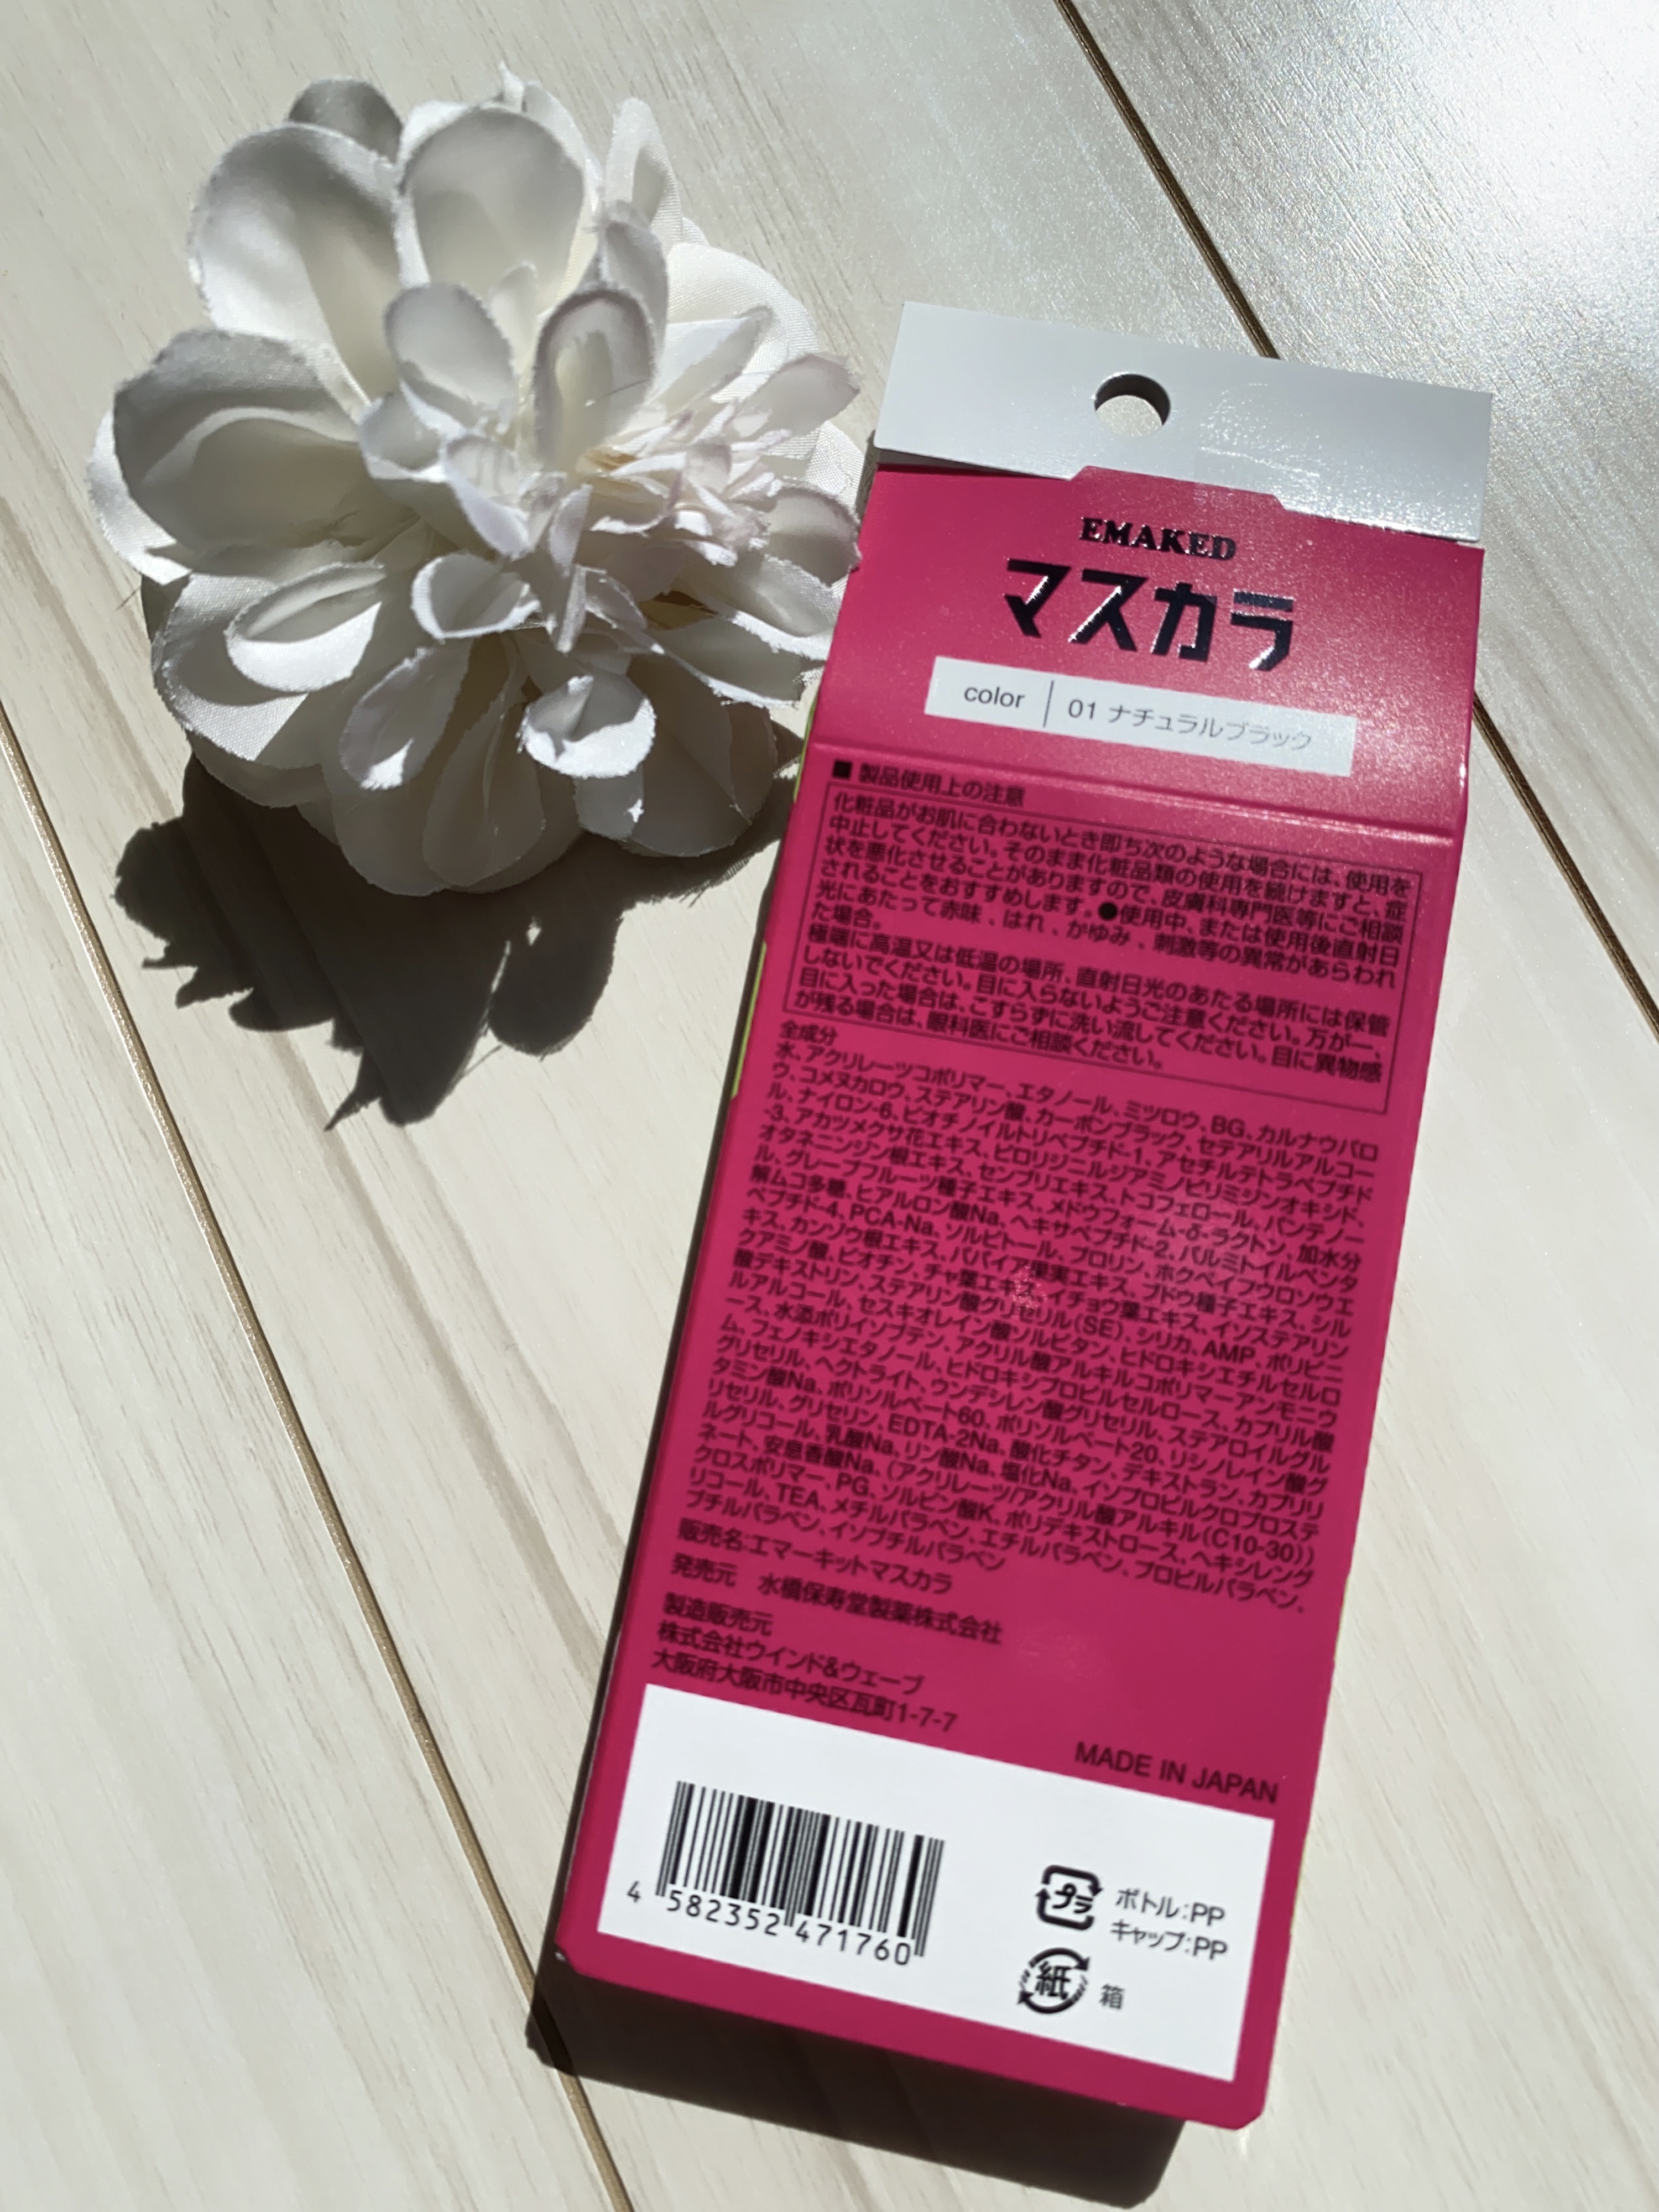 EMAKED
マスカラ
color | 01 ナチュラルブラック
■ 製品使用上の注意
化粧品がお肌に合わないとき即ち次のような場合には、使用を
中止してください。そのまま化粧品類の使用を続けますと、症
状を悪化させることがありますので、皮膚科専門医等にご相談
されることをおすすめします。●使用中、または使用後直射日
光にあたって赤味、はれ、かゆみ、刺激等の異常があらわれ
た場合。
極端に高温又は低温の場所、直射日光のあたる場所には保管
しないでください。目に入らないようご注意ください。万が一、
目に入った場合は、こすらずに洗い流してください。目に異物感
が残る場合は、眼科医にご相談ください。
全成分
水、アクリレーツコポリマー、エタノール、ミツロウ、BG、カルナウバロ
ウ、コメヌカロウ、ステアリン酸、カーボンブラック、セテアリルアルコー
ル、ナイロン-6、ビオチノイルトリペプチド-1、アセチルテトラペプチド
-3、アカツメクサ花エキス、ピロリジニルジアミノピリミジンオキシド、
オタネニンジン根エキス、センブリエキス、トコフェロール、パンテノー
ル、グレープフルーツ種子エキス、メドウフォーム-δ-ラクトン、加水分
解ムコ多糖、ヒアルロン酸Na、ヘキサペプチド-2、パルミトイルペンタ
ペプチド-4、PCA-Na、ソルビトール、プロリン、ホクベイフウロソウエ
キス、カンゾウ根エキス、パパイア果実エキス、ブドウ種子エキス、シル
クアミノ酸、ビオチン、チャ葉エキス、イチョウ葉エキス、イソステアリン
酸デキストリン、ステアリン酸グリセリル(SE)、シリカ、AMP、ポリビニ
ルアルコール、セスキオレイン酸ソルビタン、ヒドロキシエチルセルロ
ース、水添ポリイソブテン、アクリル酸アルキルコポリマーアンモニウ
ム、フェノキシエタノール、ヒドロキシプロピルセルロース、カプリル酸
グリセリル、ヘクトライト、ウンデシレン酸グリセリル、ステアロイルグル
タミン酸Na、ポリソルベート60、ポリソルベート20、リシノレイン酸グ
リセリル、グリセリン、EDTA-2Na、酸化チタン、デキストラン、カプリリ
ルグリコール、乳酸Na、リン酸Na、塩化Na、イソプロピルクロプロステ
ネート、安息香酸Na、(アクリレーツ/アクリル酸アルキル(C10-30))
クロスポリマー、PG、ソルビン酸K、ポリデキストロース、ヘキシレング
リコール、TEA、メチルパラベン、エチルパラベン、プロピルパラベン、
ブチルパラベン、イソブチルパラベン
販売名:エマーキットマスカラ
発売元 水橋保寿堂製薬株式会社
製造販売元
株式会社ウインド&ウェーブ
大阪府大阪市中央区瓦町1-7-7
MADE IN JAPAN
4 582352 471760
プラ ボトル:PP
キャップ:PP
紙 箱